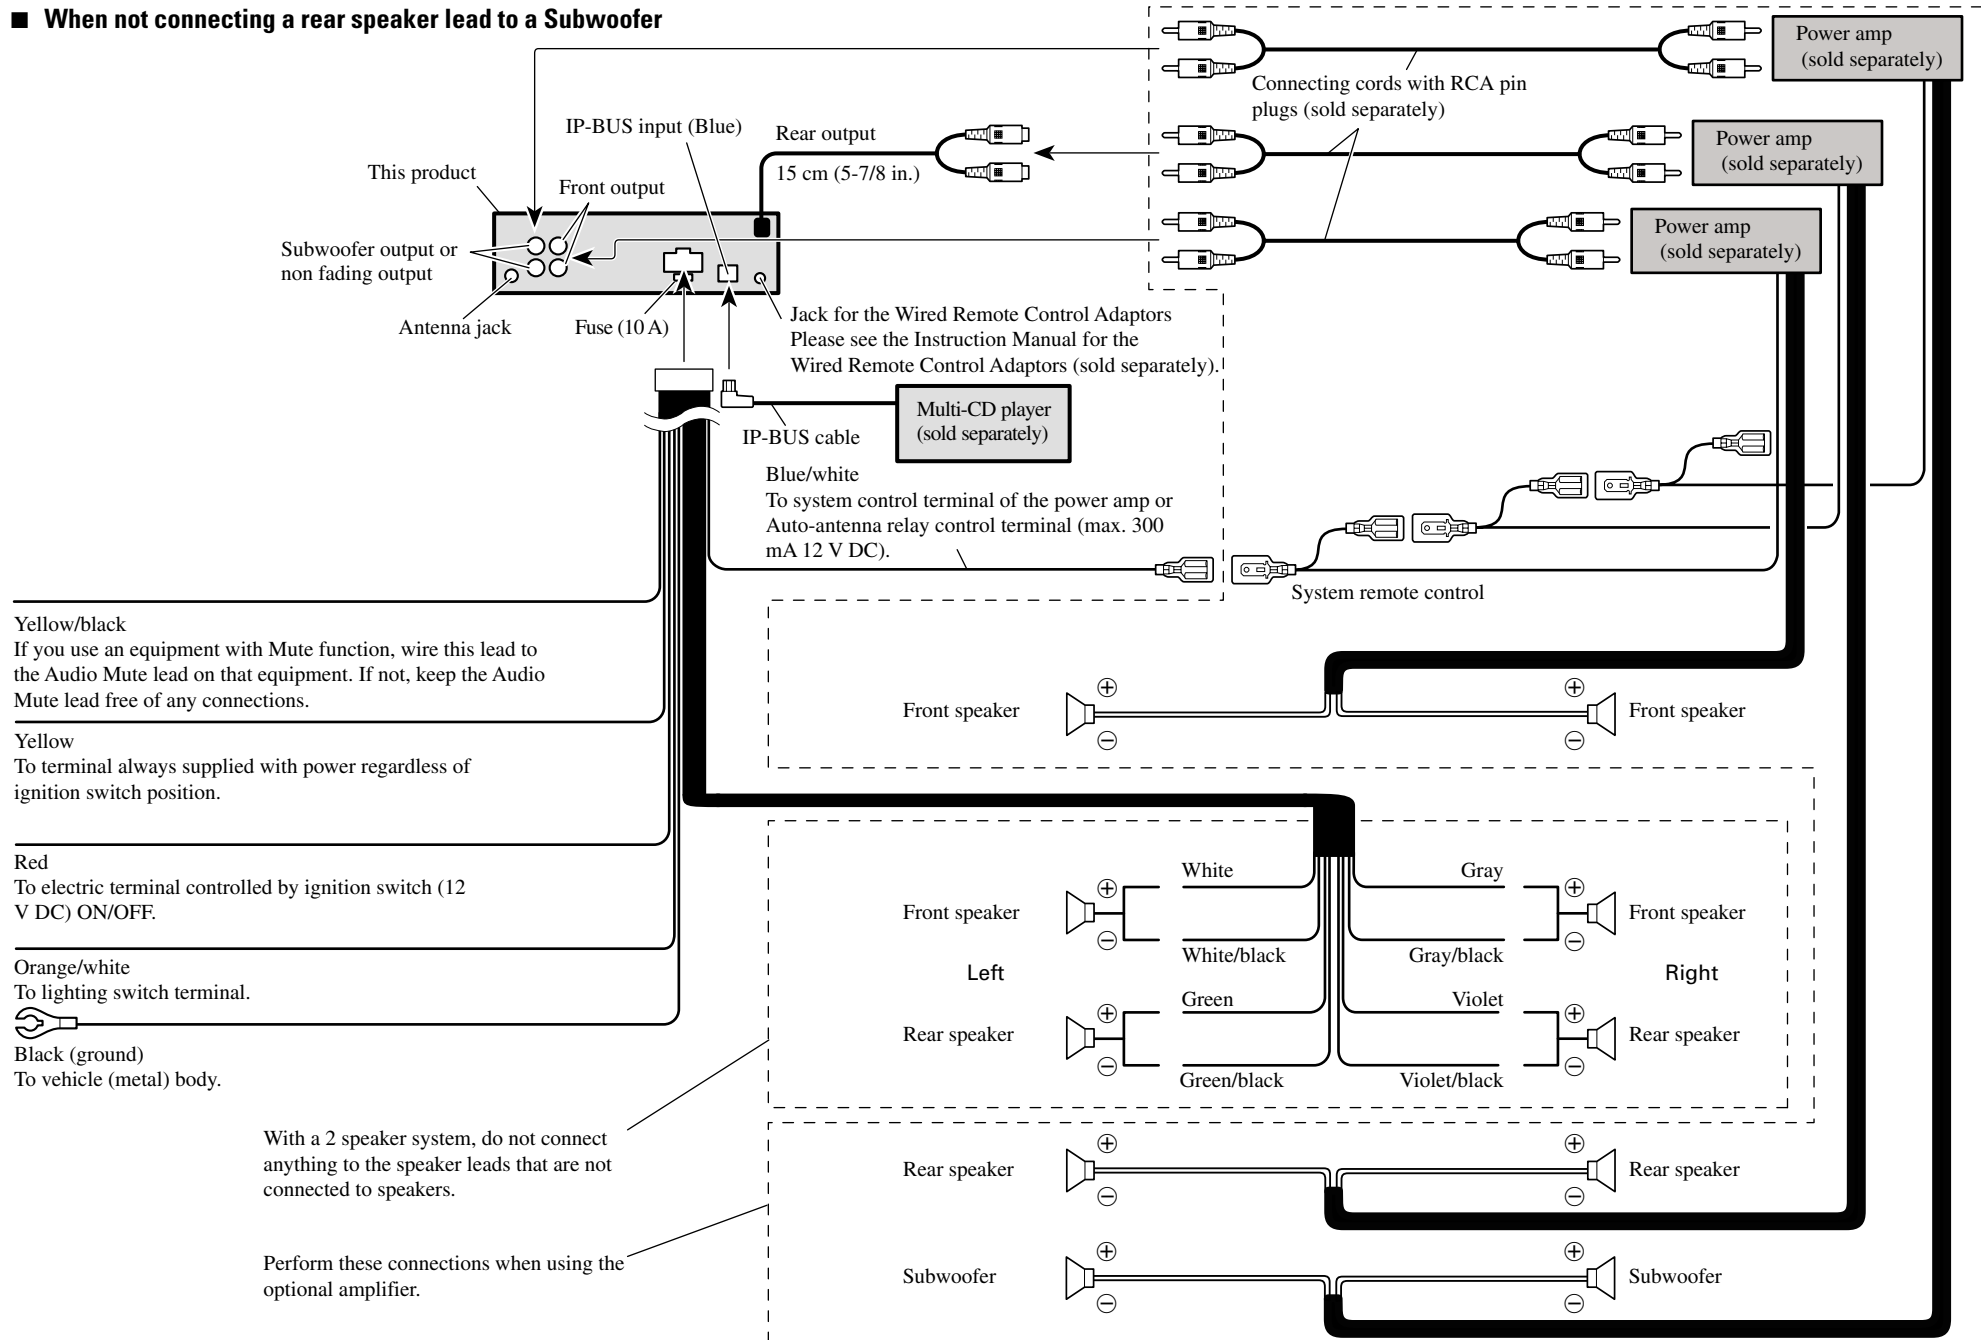 ■ When not connecting a rear speaker lead to a Subwoofer
Power amp
(sold separately)
Connecting cords with RCA pin
plugs (sold separately)
IP-BUS input (Blue)
Rear output
15 cm (5-7/8 in.)
Power amp
(sold separately)
This product
Front output
Power amp
(sold separately)
Subwoofer output or
non fading output
Antenna jack
Fuse (10 A)
Jack for the Wired Remote Control Adaptors
Please see the Instruction Manual for the
Wired Remote Control Adaptors (sold separately).
Multi-CD player
(sold separately)
IP-BUS cable
Blue/white
To system control terminal of the power amp or
Auto-antenna relay control terminal (max. 300
mA 12 V DC).
System remote control
Yellow/black
If you use an equipment with Mute function, wire this lead to
the Audio Mute lead on that equipment. If not, keep the Audio
Mute lead free of any connections.
Front speaker
+
−
+
−
Front speaker
Yellow
To terminal always supplied with power regardless of
ignition switch position.
Red
To electric terminal controlled by ignition switch (12
V DC) ON/OFF.
Orange/white
To lighting switch terminal.
Black (ground)
To vehicle (metal) body.
White
Gray
Front speaker
+
−
+
−
Front speaker
White/black
Gray/black
Left
Right
Green
Violet
Rear speaker
+
−
+
−
Rear speaker
Green/black
Violet/black
With a 2 speaker system, do not connect
anything to the speaker leads that are not
connected to speakers.
Rear speaker
+
−
+
−
Rear speaker
Perform these connections when using the
optional amplifier.
Subwoofer
+
−
+
−
Subwoofer